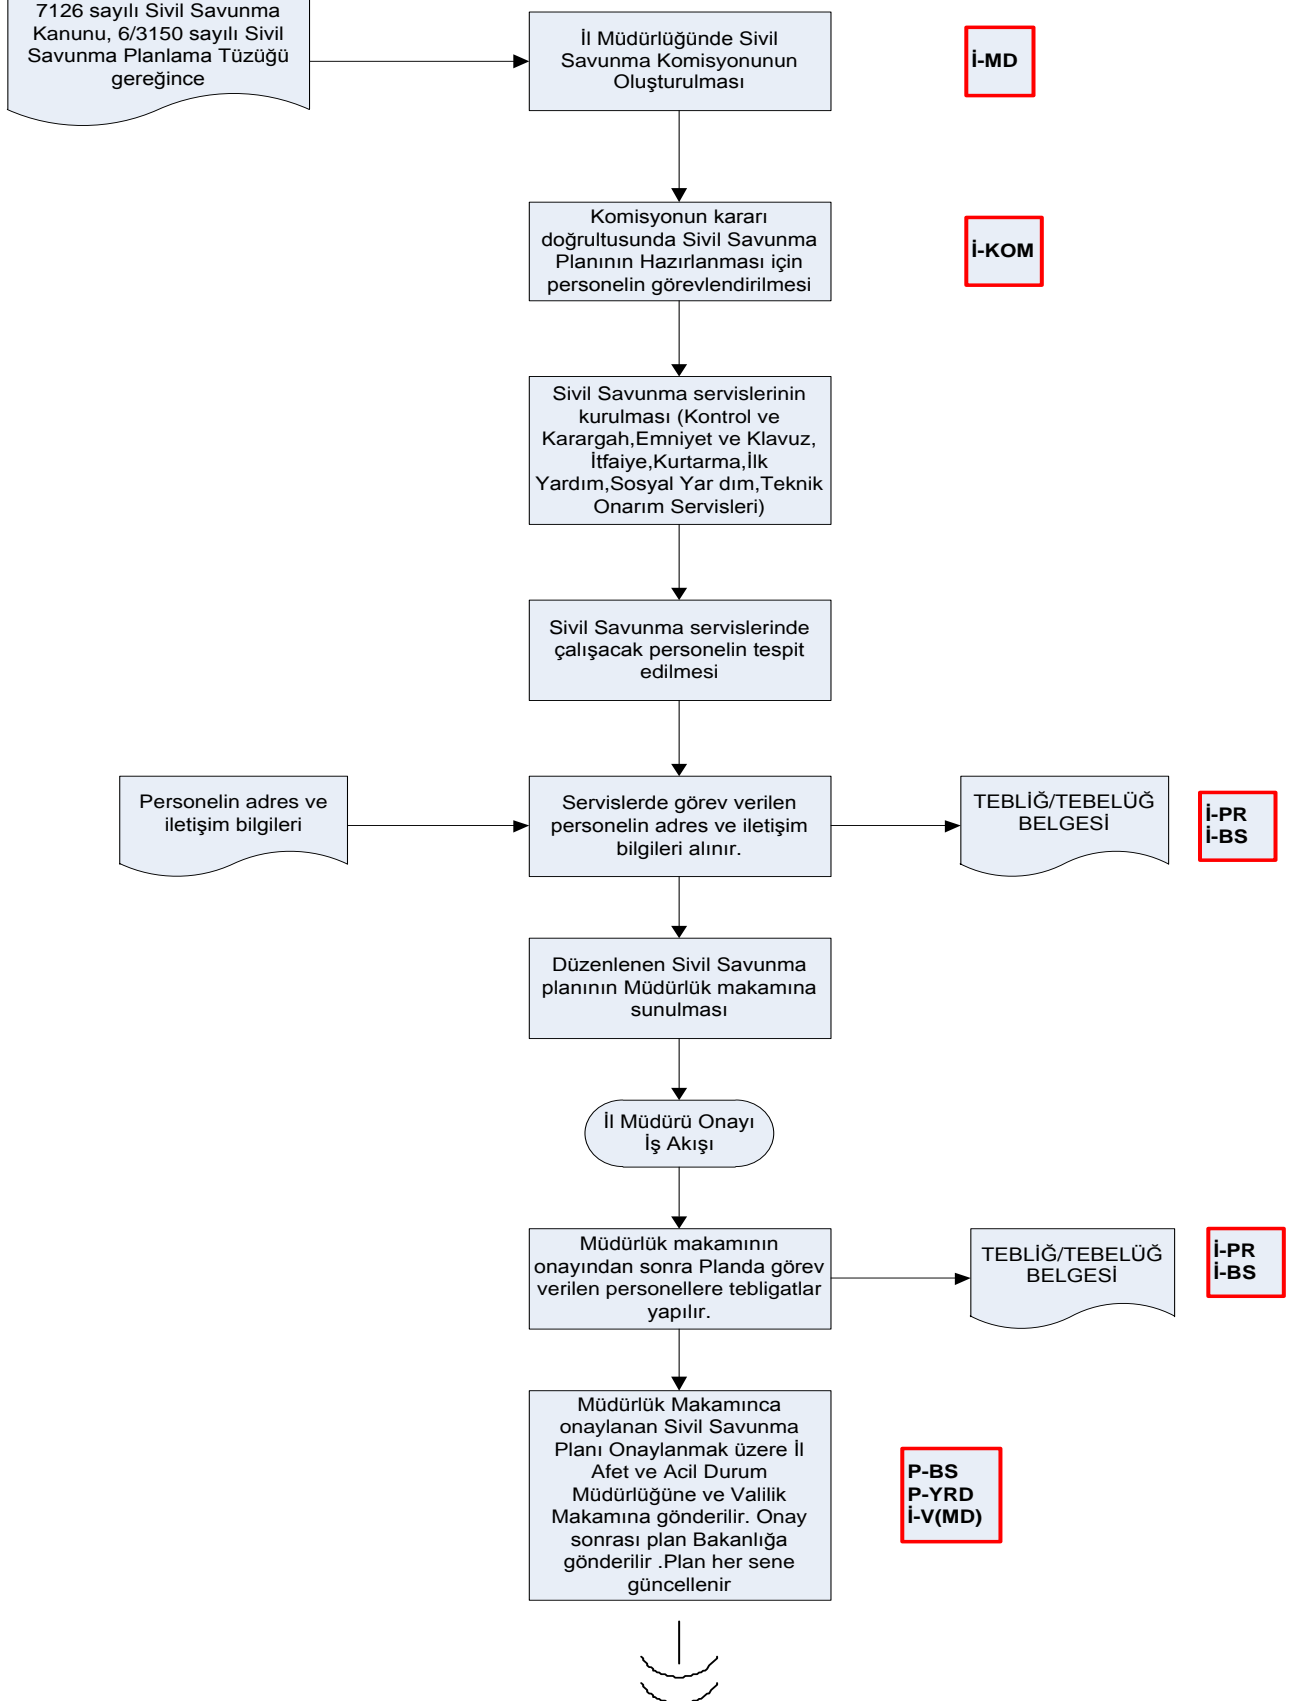 7126 sayılı Sivil Savunma
Kanunu, 6/3150 sayılı Sivil
Savunma Planlama Tüzüğü
gereğince
İl Müdürlüğünde Sivil
Savunma Komisyonunun
Oluşturulması
İ-MD
Komisyonun kararı
doğrultusunda Sivil Savunma
Planının Hazırlanması için
personelin görevlendirilmesi
İ-KOM
Sivil Savunma servislerinin
kurulması (Kontrol ve
Karargah,Emniyet ve Klavuz,
İtfaiye,Kurtarma,İlk
Yardım,Sosyal Yar dım,Teknik
Onarım Servisleri)
Sivil Savunma servislerinde
çalışacak personelin tespit
edilmesi
Personelin adres ve
iletişim bilgileri
Servislerde görev verilen
personelin adres ve iletişim
bilgileri alınır.
TEBLİĞ/TEBELÜĞ
BELGESİ
İ-PR
İ-BS
Düzenlenen Sivil Savunma
planının Müdürlük makamına
sunulması
İl Müdürü Onayı
İş Akışı
Müdürlük makamının
onayından sonra Planda görev
verilen personellere tebligatlar
yapılır.
TEBLİĞ/TEBELÜĞ
BELGESİ
İ-PR
İ-BS
Müdürlük Makamınca
onaylanan Sivil Savunma
Planı Onaylanmak üzere İl
Afet ve Acil Durum
Müdürlüğüne ve Valilik
Makamına gönderilir. Onay
sonrası plan Bakanlığa
gönderilir .Plan her sene
güncellenir
P-BS
P-YRD
İ-V(MD)